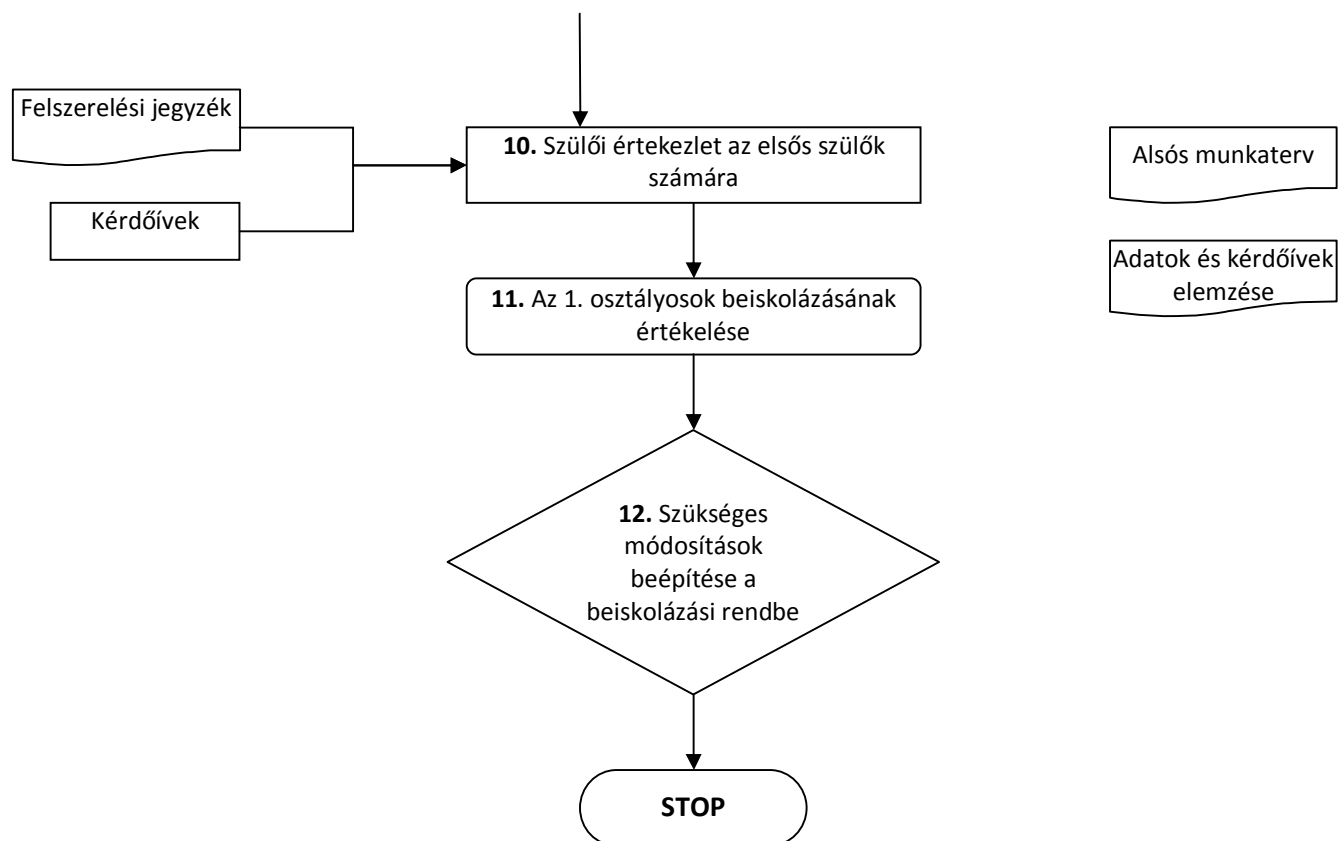 Felszerelési jegyzék
Kérdőívek
10. Szülői értekezlet az elsős szülők
számára
Alsós munkaterv
Adatok és kérdőívek
elemzése
11. Az 1. osztályosok beiskolázásának
értékelése
12. Szükséges
módosítások
beépítése a
beiskolázási rendbe
STOP